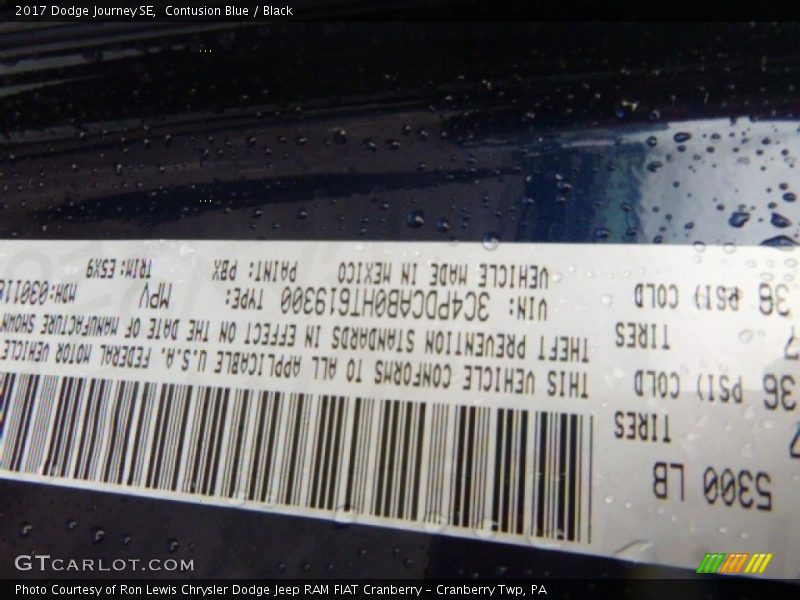 2017 Dodge Journey SE,  Contusion Blue / Black
5300 LB
TIRES
36 PSI) COLD
THIS VEHICLE CONFORMS TO ALL APPLICABLE U.S.A. FEDERAL MOTOR VEHICLE
TIRES
THEFT PREVENTION STANDARDS IN EFFECT ON THE DATE OF MANUFACTURE SHOWN
36 PSI) COLD
VIN: 3C4PDCAB0HT619300 TYPE: MPV MDH:
VEHICLE MADE IN MEXICO PAINT: PBX TRIM: E5X9
GTCARLOT.COM
Photo Courtesy of Ron Lewis Chrysler Dodge Jeep RAM FIAT Cranberry – Cranberry Twp, PA